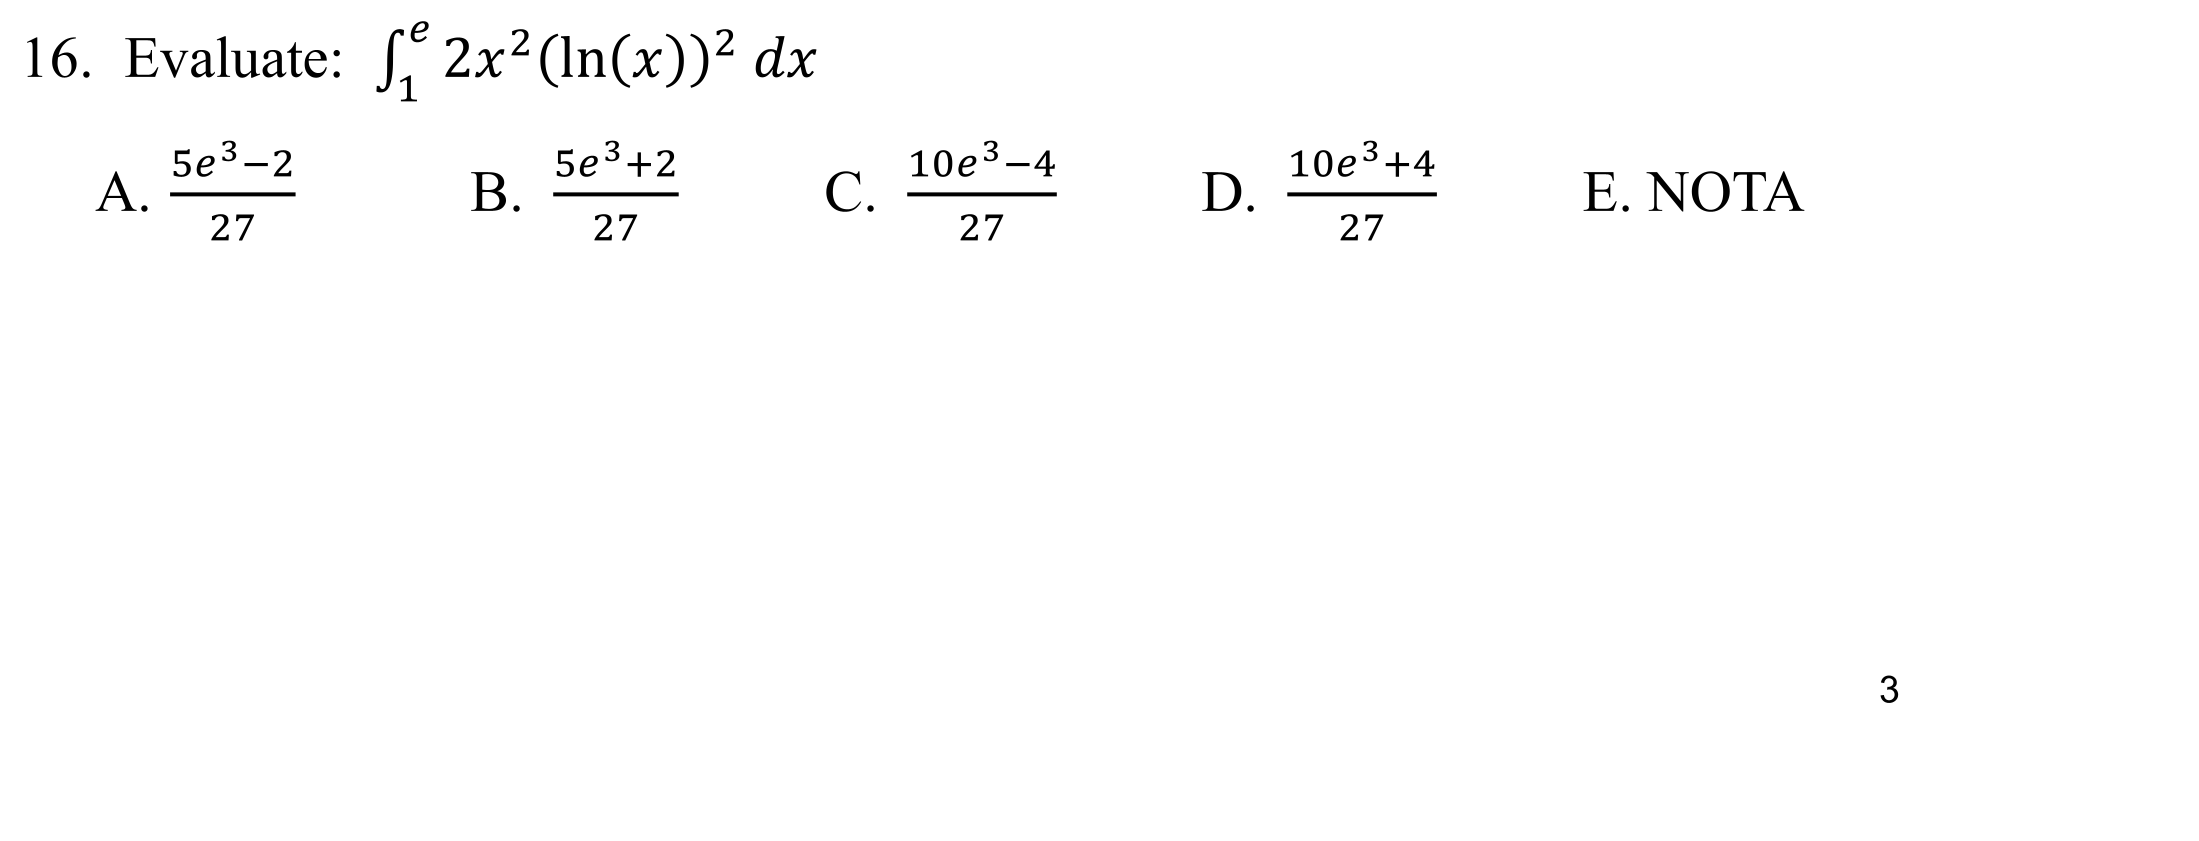 16. Evaluate: ∫₁ᵉ 2x²(ln(x))² dx
A. (5e³−2)/27 B. (5e³+2)/27 C. (10e³−4)/27 D. (10e³+4)/27 E. NOTA
3